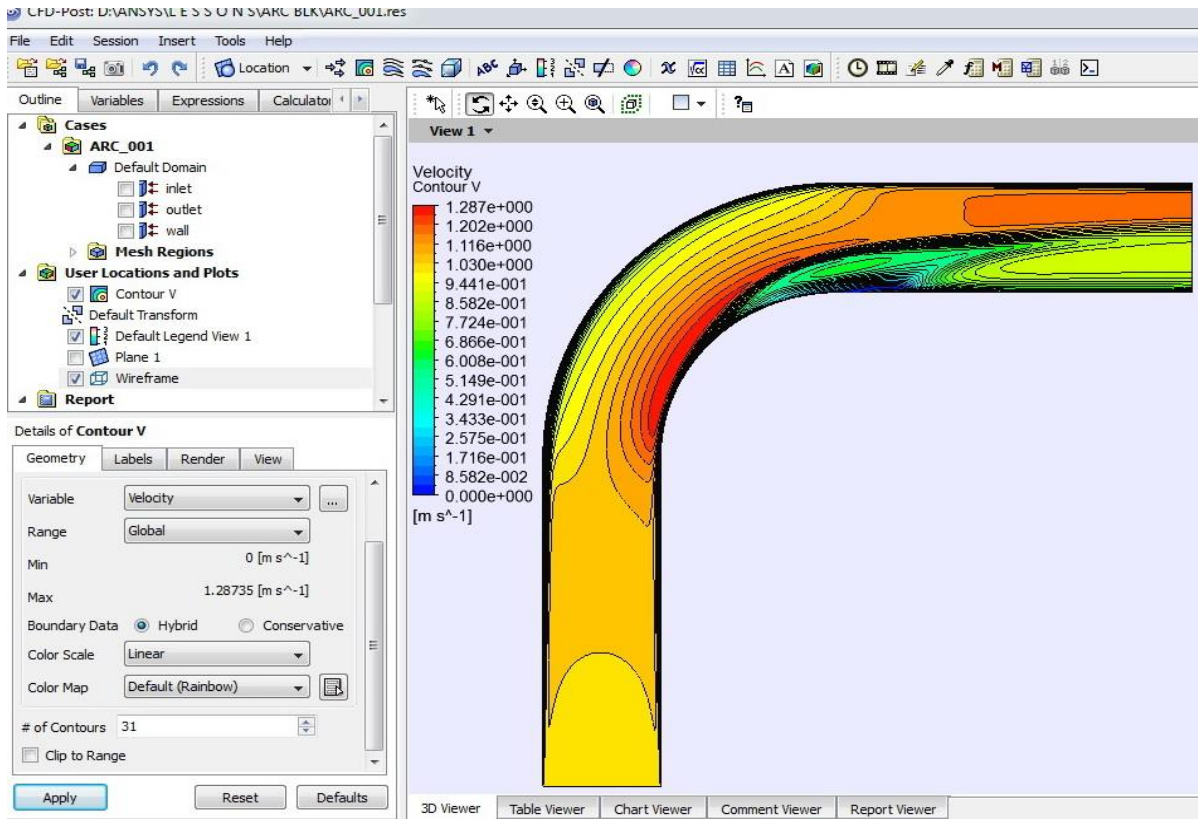 CFD-Post: D:\ANSYS\L E S S O N S\ARC BLK\ARC_001.res
File Edit Session Insert Tools Help
Location
Outline Variables Expressions Calculator
Cases
ARC_001
Default Domain
inlet
outlet
wall
Mesh Regions
User Locations and Plots
Contour V
Default Transform
Default Legend View 1
Plane 1
Wireframe
Report
Details of Contour V
Geometry Labels Render View
Variable Velocity ...
Range Global
Min 0 [m s^-1]
Max 1.28735 [m s^-1]
Boundary Data Hybrid Conservative
Color Scale Linear
Color Map Default (Rainbow)
# of Contours 31
Clip to Range
Apply Reset Defaults
View 1
Velocity
Contour V
1.287e+000
1.202e+000
1.116e+000
1.030e+000
9.441e-001
8.582e-001
7.724e-001
6.866e-001
6.008e-001
5.149e-001
4.291e-001
3.433e-001
2.575e-001
1.716e-001
8.582e-002
0.000e+000
[m s^-1]
3D Viewer Table Viewer Chart Viewer Comment Viewer Report Viewer